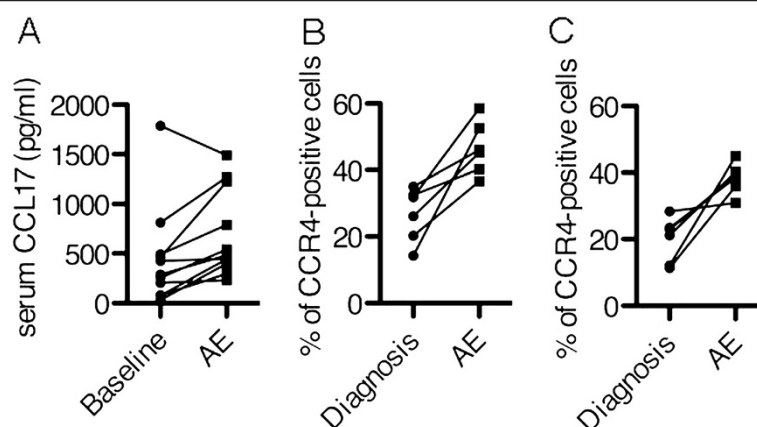 A
serum CCL17 (pg/ml)
2000
1500
1000
500
0
Baseline
AE
B
% of CCR4-positive cells
60
40
20
0
Diagnosis
AE
C
% of CCR4-positive cells
60
40
20
0
Diagnosis
AE